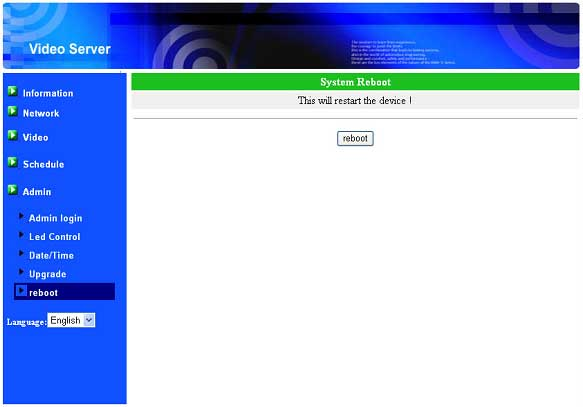 Video Server
Information
Network
Video
Schedule
Admin
Admin login
Led Control
Date/Time
Upgrade
reboot
Language: English
System Reboot
This will restart the device !
reboot